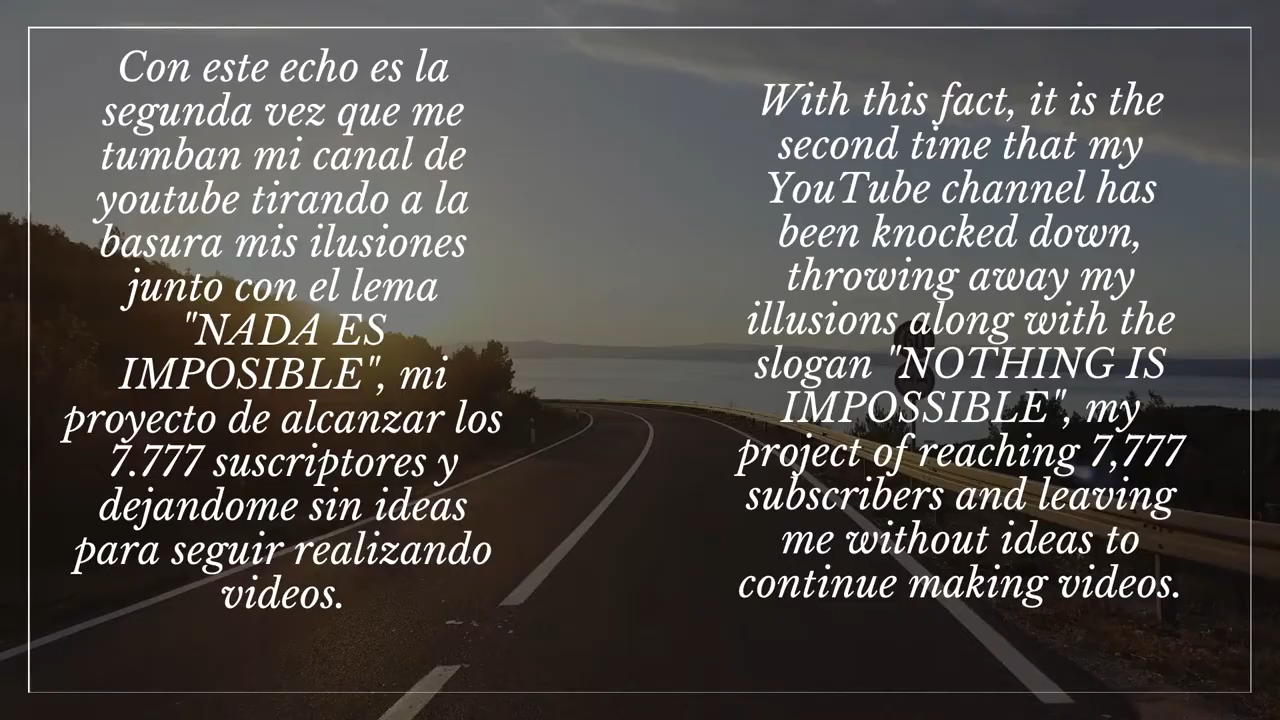 Con este echo es la
segunda vez que me
tumban mi canal de
youtube tirando a la
basura mis ilusiones
junto con el lema
"NADA ES
IMPOSIBLE", mi
proyecto de alcanzar los
7.777 suscriptores y
dejandome sin ideas
para seguir realizando
videos.
With this fact, it is the
second time that my
YouTube channel has
been knocked down,
throwing away my
illusions along with the
slogan "NOTHING IS
IMPOSSIBLE", my
project of reaching 7,777
subscribers and leaving
me without ideas to
continue making videos.